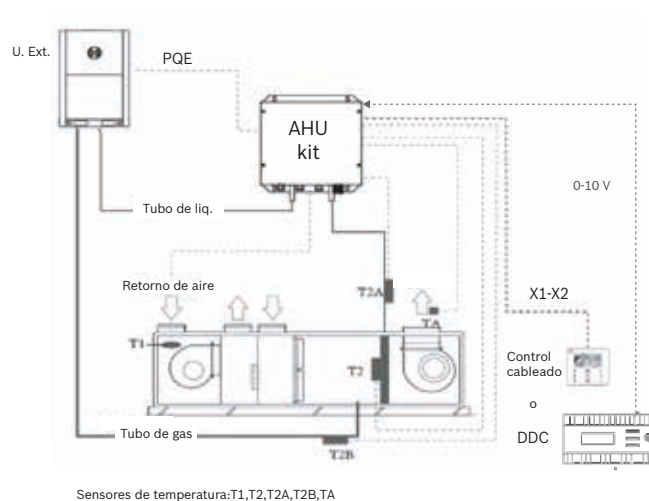 U. Ext.
PQE
AHU
kit
0-10 V
Tubo de liq.
Retorno de aire
T2A
X1-X2
TA
T1
T2
Control
cableado
o
DDC
Tubo de gas
T2B
Sensores de temperatura:T1,T2,T2A,T2B,TA